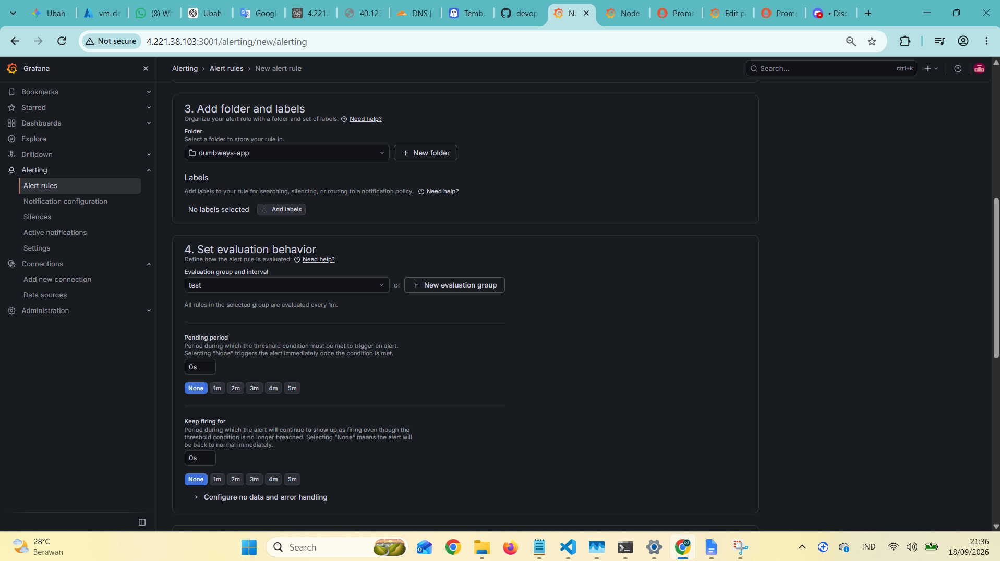 Ubah
vm-de
(8) Wh
Ubah
Googl
4.221.
40.123
DNS |
Tembu
devop
Ne
Node
Prome
Edit p
Prome
• Disc
Not secure
4.221.38.103:3001/alerting/new/alerting
Grafana
Alerting › Alert rules › New alert rule
Search...
ctrl+k
Bookmarks
Starred
Dashboards
Explore
Drilldown
Alerting
Alert rules
Notification configuration
Silences
Active notifications
Settings
Connections
Add new connection
Data sources
Administration
3. Add folder and labels
Organize your alert rule with a folder and set of labels. Need help?
Folder
Select a folder to store your rule in.
dumbways-app
+ New folder
Labels
Add labels to your rule for searching, silencing, or routing to a notification policy. Need help?
No labels selected
+ Add labels
4. Set evaluation behavior
Define how the alert rule is evaluated. Need help?
Evaluation group and interval
test
or
+ New evaluation group
All rules in the selected group are evaluated every 1m.
Pending period
Period during which the threshold condition must be met to trigger an alert.
Selecting "None" triggers the alert immediately once the condition is met.
0s
None 1m 2m 3m 4m 5m
Keep firing for
Period during which the alert will continue to show up as firing even though the
threshold condition is no longer breached. Selecting "None" means the alert will
be back to normal immediately.
0s
None 1m 2m 3m 4m 5m
Configure no data and error handling
28°C
Berawan
Search
IND
21:36
18/09/2026